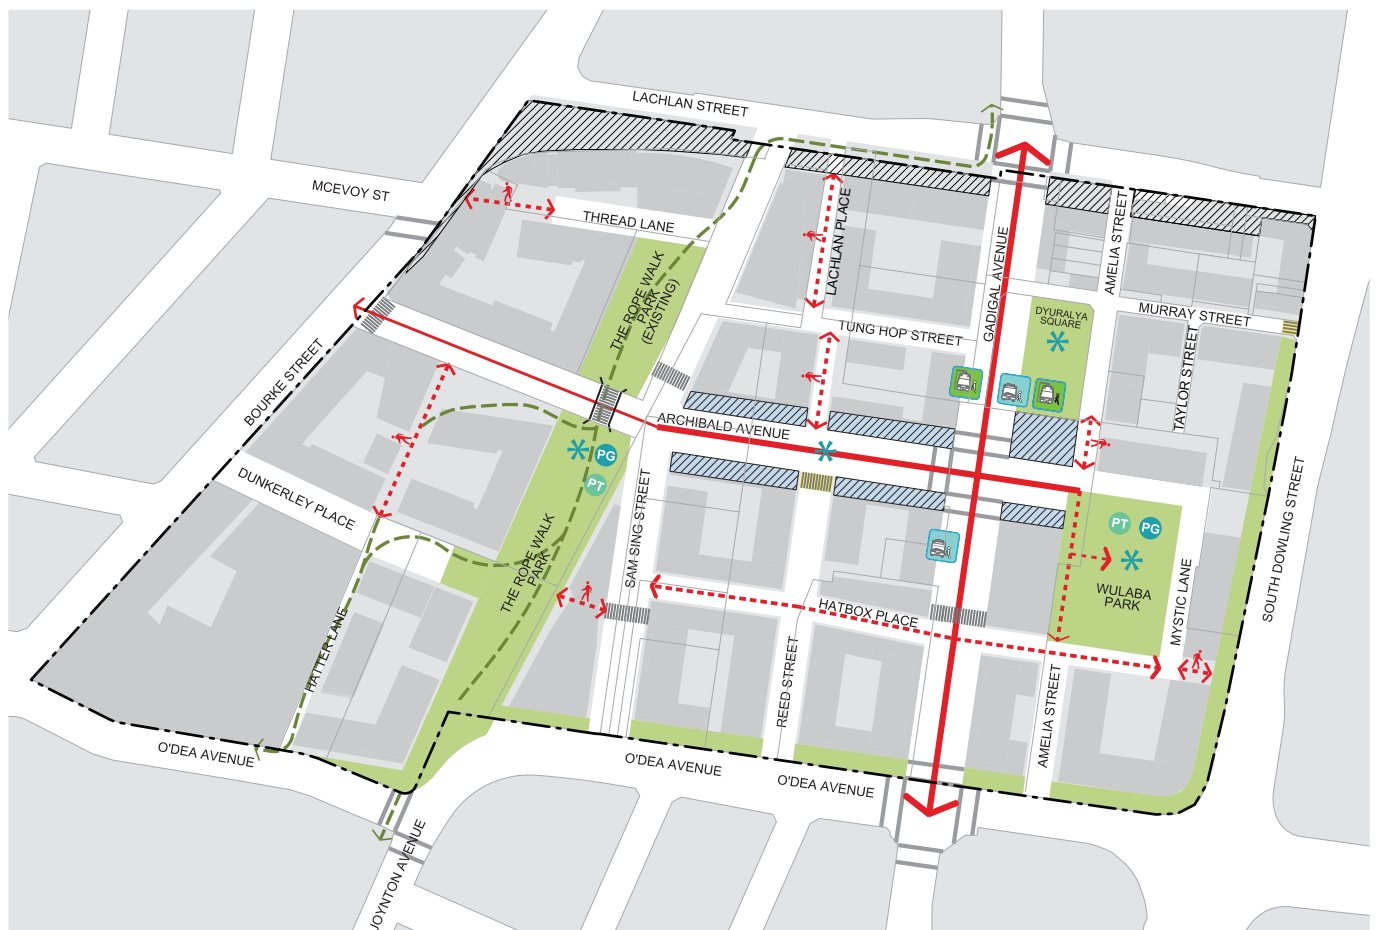 LACHLAN STREET
MCEVOY ST
THREAD LANE
LACHLAN PLACE
AMELIA STREET
GADIGAL AVENUE
THE ROPE WALK
PARK
(EXISTING)
DYURALYA
SQUARE
MURRAY STREET
TUNG HOP STREET
TAYLOR STREET
BOURKE STREET
ARCHIBALD AVENUE
PG
PT
DUNKERLEY PLACE
SAM SING STREET
THE ROPE WALK
PARK
PT
PG
WULABA
PARK
SOUTH DOWLING STREET
MYSTIC LANE
HATBOX PLACE
HATTER LANE
REED STREET
AMELIA STREET
O'DEA AVENUE
O'DEA AVENUE
O'DEA AVENUE
JOYNTON AVENUE